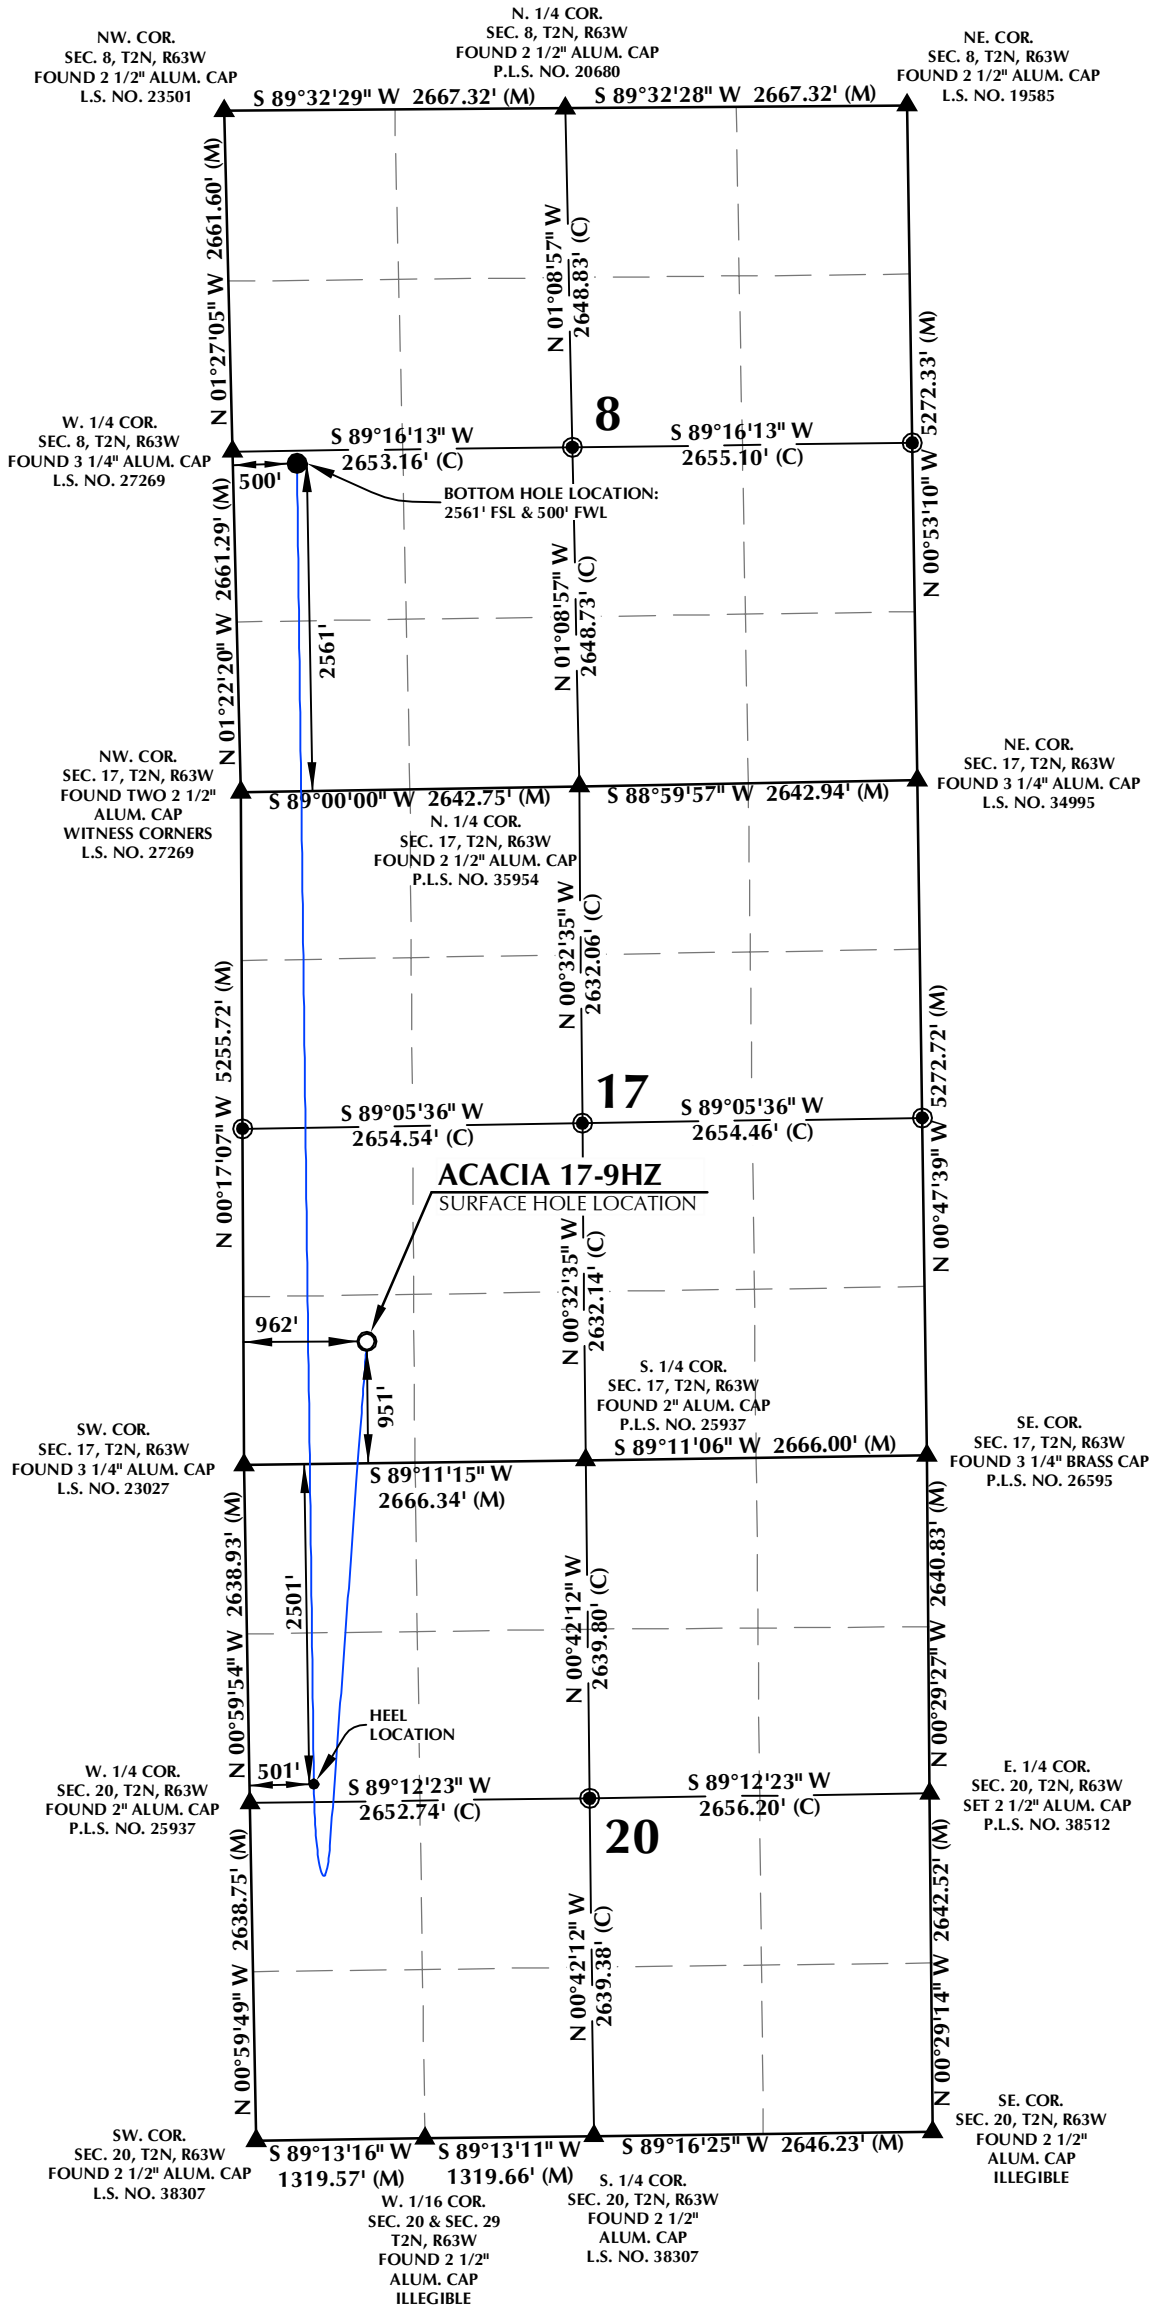 N. 1/4 COR.
SEC. 8, T2N, R63W
FOUND 2 1/2" ALUM. CAP
P.L.S. NO. 20680
NW. COR.
SEC. 8, T2N, R63W
FOUND 2 1/2" ALUM. CAP
L.S. NO. 23501
NE. COR.
SEC. 8, T2N, R63W
FOUND 2 1/2" ALUM. CAP
L.S. NO. 19585
S 89°32'29" W 2667.32' (M)
S 89°32'28" W 2667.32' (M)
N 01°27'05" W 2661.60' (M)
N 01°08'57" W
2648.83' (C)
N 00°53'10" W 5272.33' (M)
8
W. 1/4 COR.
SEC. 8, T2N, R63W
FOUND 3 1/4" ALUM. CAP
L.S. NO. 27269
S 89°16'13" W
2653.16' (C)
S 89°16'13" W
2655.10' (C)
500'
BOTTOM HOLE LOCATION:
2561' FSL & 500' FWL
N 01°22'20" W 2661.29' (M)
2561'
N 01°08'57" W
2648.73' (C)
NW. COR.
SEC. 17, T2N, R63W
FOUND TWO 2 1/2"
ALUM. CAP
WITNESS CORNERS
L.S. NO. 27269
NE. COR.
SEC. 17, T2N, R63W
FOUND 3 1/4" ALUM. CAP
L.S. NO. 34995
S 89°00'00" W 2642.75' (M)
S 88°59'57" W 2642.94' (M)
N. 1/4 COR.
SEC. 17, T2N, R63W
FOUND 2 1/2" ALUM. CAP
P.L.S. NO. 35954
N 00°32'35" W
2632.06' (C)
N 00°17'07" W 5255.72' (M)
N 00°47'39" W 5272.72' (M)
17
S 89°05'36" W
2654.54' (C)
S 89°05'36" W
2654.46' (C)
ACACIA 17-9HZ
SURFACE HOLE LOCATION
N 00°32'35" W
2632.14' (C)
962'
951'
S. 1/4 COR.
SEC. 17, T2N, R63W
FOUND 2" ALUM. CAP
P.L.S. NO. 25937
SW. COR.
SEC. 17, T2N, R63W
FOUND 3 1/4" ALUM. CAP
L.S. NO. 23027
SE. COR.
SEC. 17, T2N, R63W
FOUND 3 1/4" BRASS CAP
P.L.S. NO. 26595
S 89°11'06" W 2666.00' (M)
S 89°11'15" W
2666.34' (M)
N 00°59'54" W 2638.93' (M)
2501'
N 00°42'12" W
2639.80' (C)
N 00°29'27" W 2640.83' (M)
HEEL
LOCATION
501'
W. 1/4 COR.
SEC. 20, T2N, R63W
FOUND 2" ALUM. CAP
P.L.S. NO. 25937
S 89°12'23" W
2652.74' (C)
S 89°12'23" W
2656.20' (C)
E. 1/4 COR.
SEC. 20, T2N, R63W
SET 2 1/2" ALUM. CAP
P.L.S. NO. 38512
20
N 00°59'49" W 2638.75' (M)
N 00°42'12" W
2639.38' (C)
N 00°29'14" W 2642.52' (M)
SW. COR.
SEC. 20, T2N, R63W
FOUND 2 1/2" ALUM. CAP
L.S. NO. 38307
S 89°13'16" W
1319.57' (M)
S 89°13'11" W
1319.66' (M)
S 89°16'25" W 2646.23' (M)
SE. COR.
SEC. 20, T2N, R63W
FOUND 2 1/2"
ALUM. CAP
ILLEGIBLE
W. 1/16 COR.
SEC. 20 & SEC. 29
T2N, R63W
FOUND 2 1/2"
ALUM. CAP
ILLEGIBLE
S. 1/4 COR.
SEC. 20, T2N, R63W
FOUND 2 1/2"
ALUM. CAP
L.S. NO. 38307